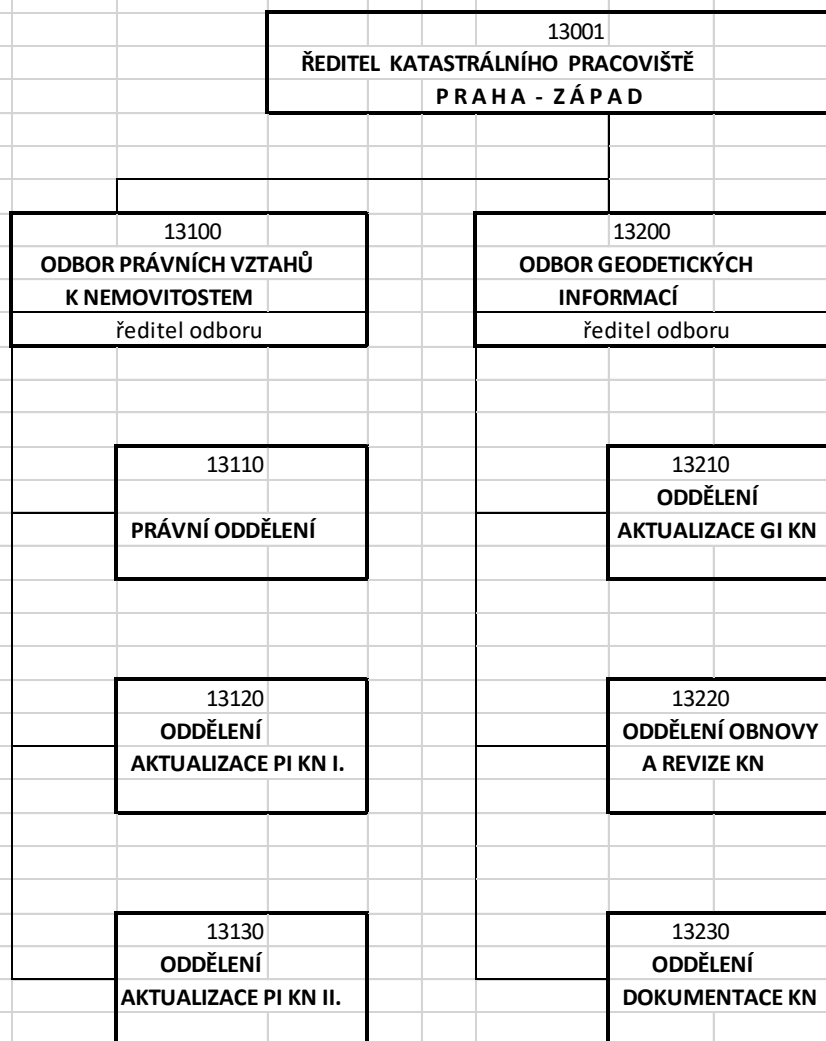 13001
ŘEDITEL KATASTRÁLNÍHO PRACOVIŠTĚ
P R A H A - Z Á P A D
13100
ODBOR PRÁVNÍCH VZTAHŮ
K NEMOVITOSTEM
ředitel odboru
13200
ODBOR GEODETICKÝCH
INFORMACÍ
ředitel odboru
13110
PRÁVNÍ ODDĚLENÍ
13210
ODDĚLENÍ
AKTUALIZACE GI KN
13120
ODDĚLENÍ
AKTUALIZACE PI KN I.
13220
ODDĚLENÍ OBNOVY
A REVIZE KN
13130
ODDĚLENÍ
AKTUALIZACE PI KN II.
13230
ODDĚLENÍ
DOKUMENTACE KN